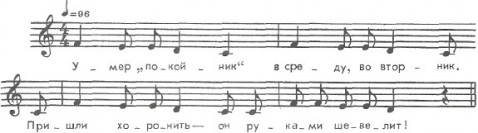 ♩=96
У-мер „по-кой-ник“ в сре-ду, во втор-ник.
При-шли хо-ро-нить— он ру-ка-ми ше-ве-лит!